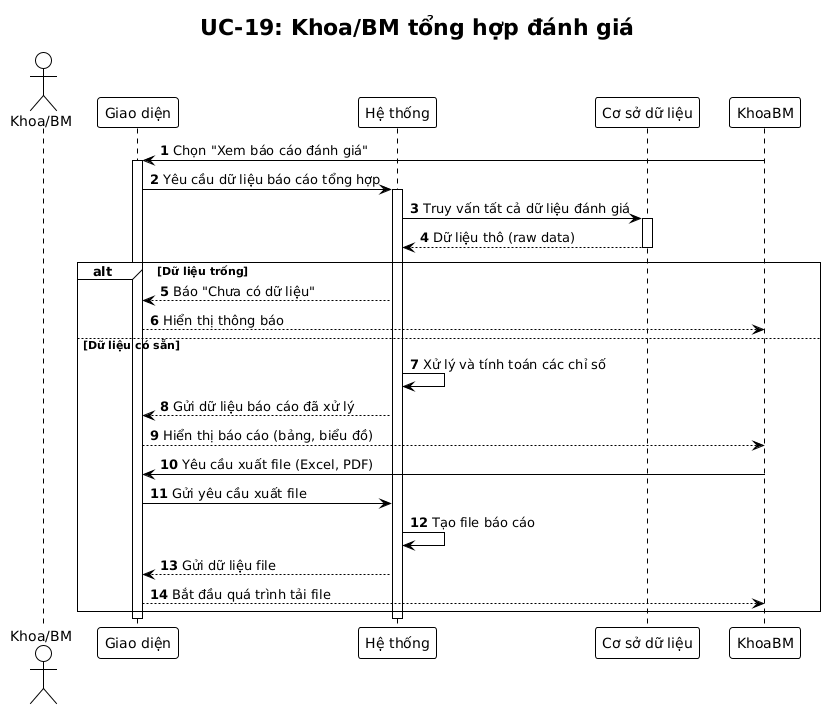 UC-19: Khoa/BM tổng hợp đánh giá
Khoa/BM
Giao diện
Hệ thống
Cơ sở dữ liệu
KhoaBM
1 Chọn "Xem báo cáo đánh giá"
2 Yêu cầu dữ liệu báo cáo tổng hợp
3 Truy vấn tất cả dữ liệu đánh giá
4 Dữ liệu thô (raw data)
alt
[Dữ liệu trống]
5 Báo "Chưa có dữ liệu"
6 Hiển thị thông báo
[Dữ liệu có sẵn]
7 Xử lý và tính toán các chỉ số
8 Gửi dữ liệu báo cáo đã xử lý
9 Hiển thị báo cáo (bảng, biểu đồ)
10 Yêu cầu xuất file (Excel, PDF)
11 Gửi yêu cầu xuất file
12 Tạo file báo cáo
13 Gửi dữ liệu file
14 Bắt đầu quá trình tải file
Khoa/BM
Giao diện
Hệ thống
Cơ sở dữ liệu
KhoaBM